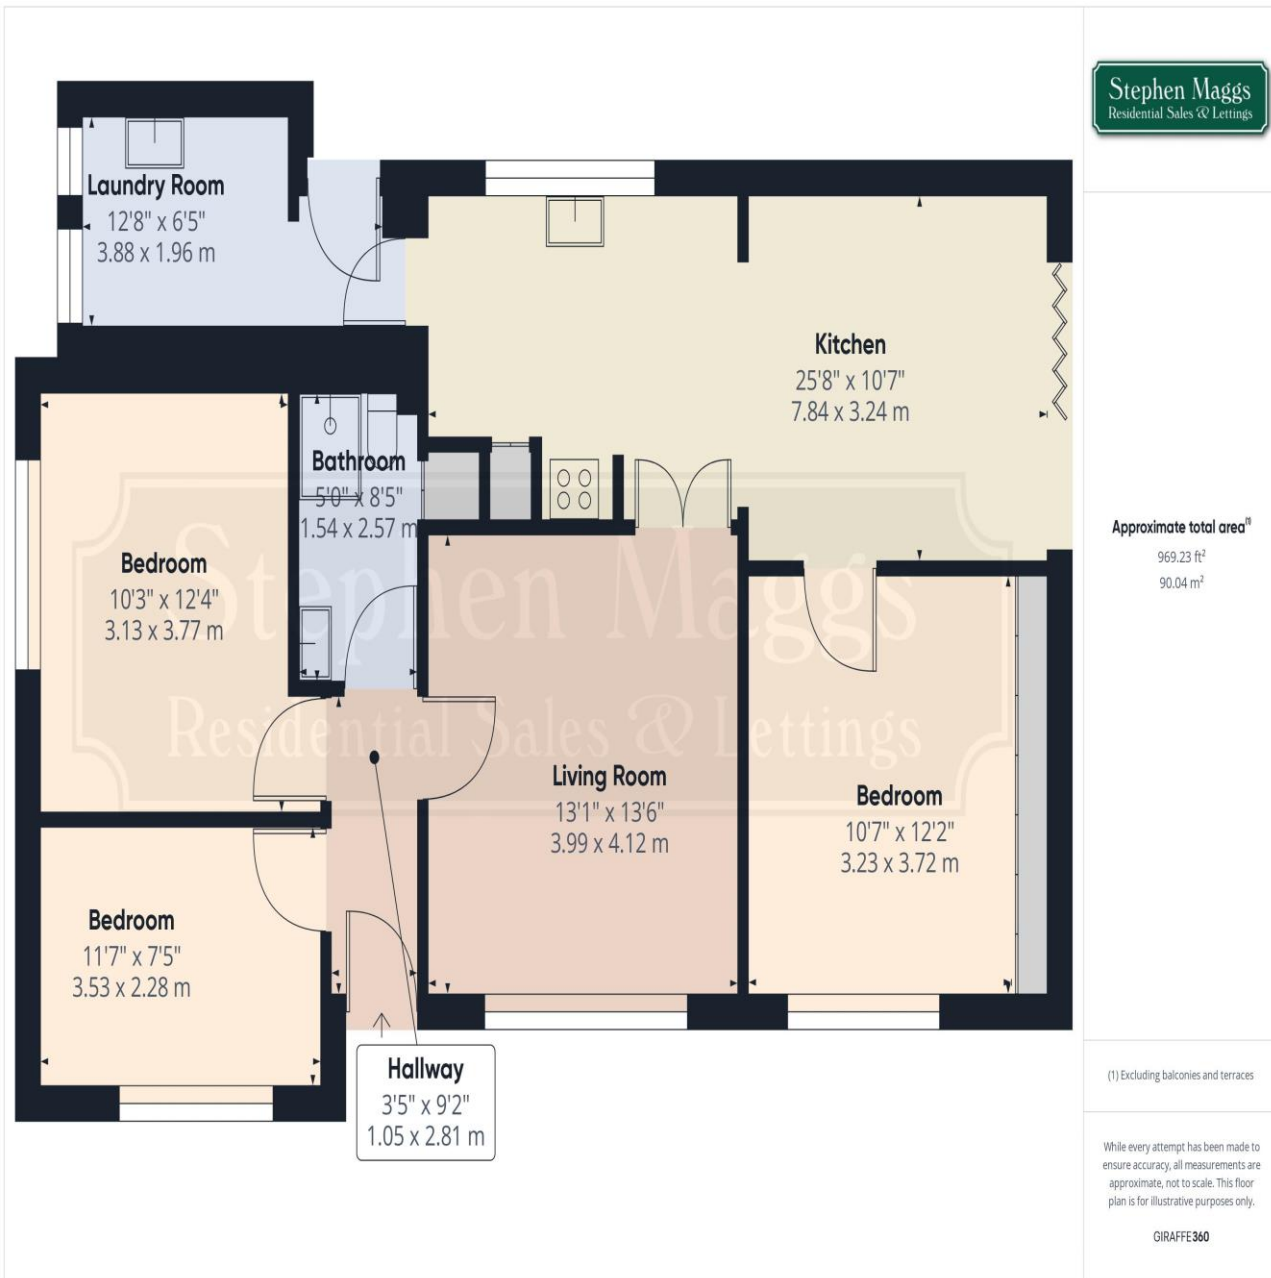 Stephen Maggs
Residential Sales & Lettings
Laundry Room
12'8" x 6'5"
3.88 x 1.96 m
Kitchen
25'8" x 10'7"
7.84 x 3.24 m
Bathroom
5'0" x 8'5"
1.54 x 2.57 m
Bedroom
10'3" x 12'4"
3.13 x 3.77 m
Stephen Maggs
Residential Sales & Lettings
Living Room
13'1" x 13'6"
3.99 x 4.12 m
Bedroom
10'7" x 12'2"
3.23 x 3.72 m
Bedroom
11'7" x 7'5"
3.53 x 2.28 m
Hallway
3'5" x 9'2"
1.05 x 2.81 m
Approximate total area(1)
969.23 ft²
90.04 m²
(1) Excluding balconies and terraces
While every attempt has been made to
ensure accuracy, all measurements are
approximate, not to scale. This floor
plan is for illustrative purposes only.
GIRAFFE360